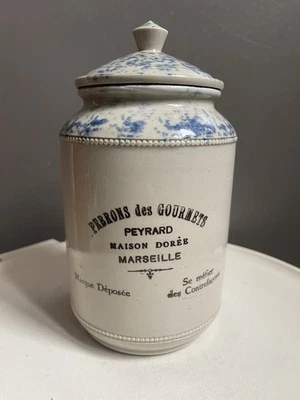 PERRONS des GOURMETS
PEYRARD
MAISON DORÉE
MARSEILLE
Marque Déposée
Se méfier
des Contrefaçons